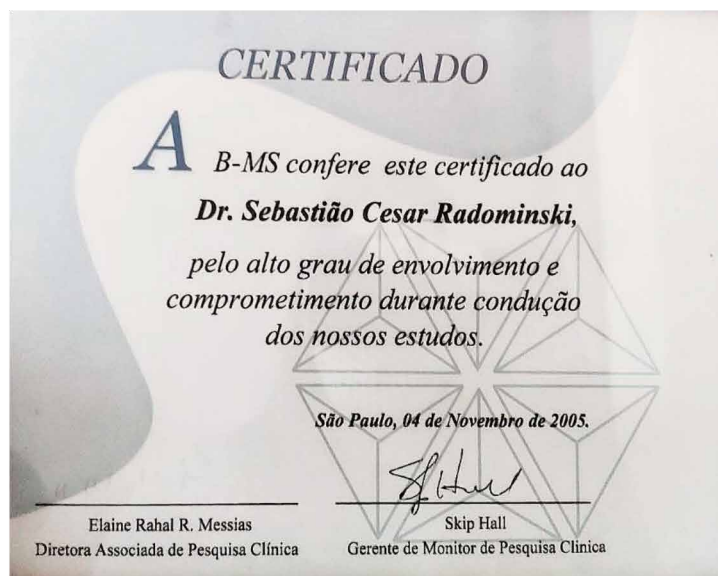 CERTIFICADO
A B-MS confere este certificado ao
Dr. Sebastião Cesar Radominski,
pelo alto grau de envolvimento e
comprometimento durante condução
dos nossos estudos.
São Paulo, 04 de Novembro de 2005.
Elaine Rahal R. Messias
Diretora Associada de Pesquisa Clínica
Skip Hall
Gerente de Monitor de Pesquisa Clinica